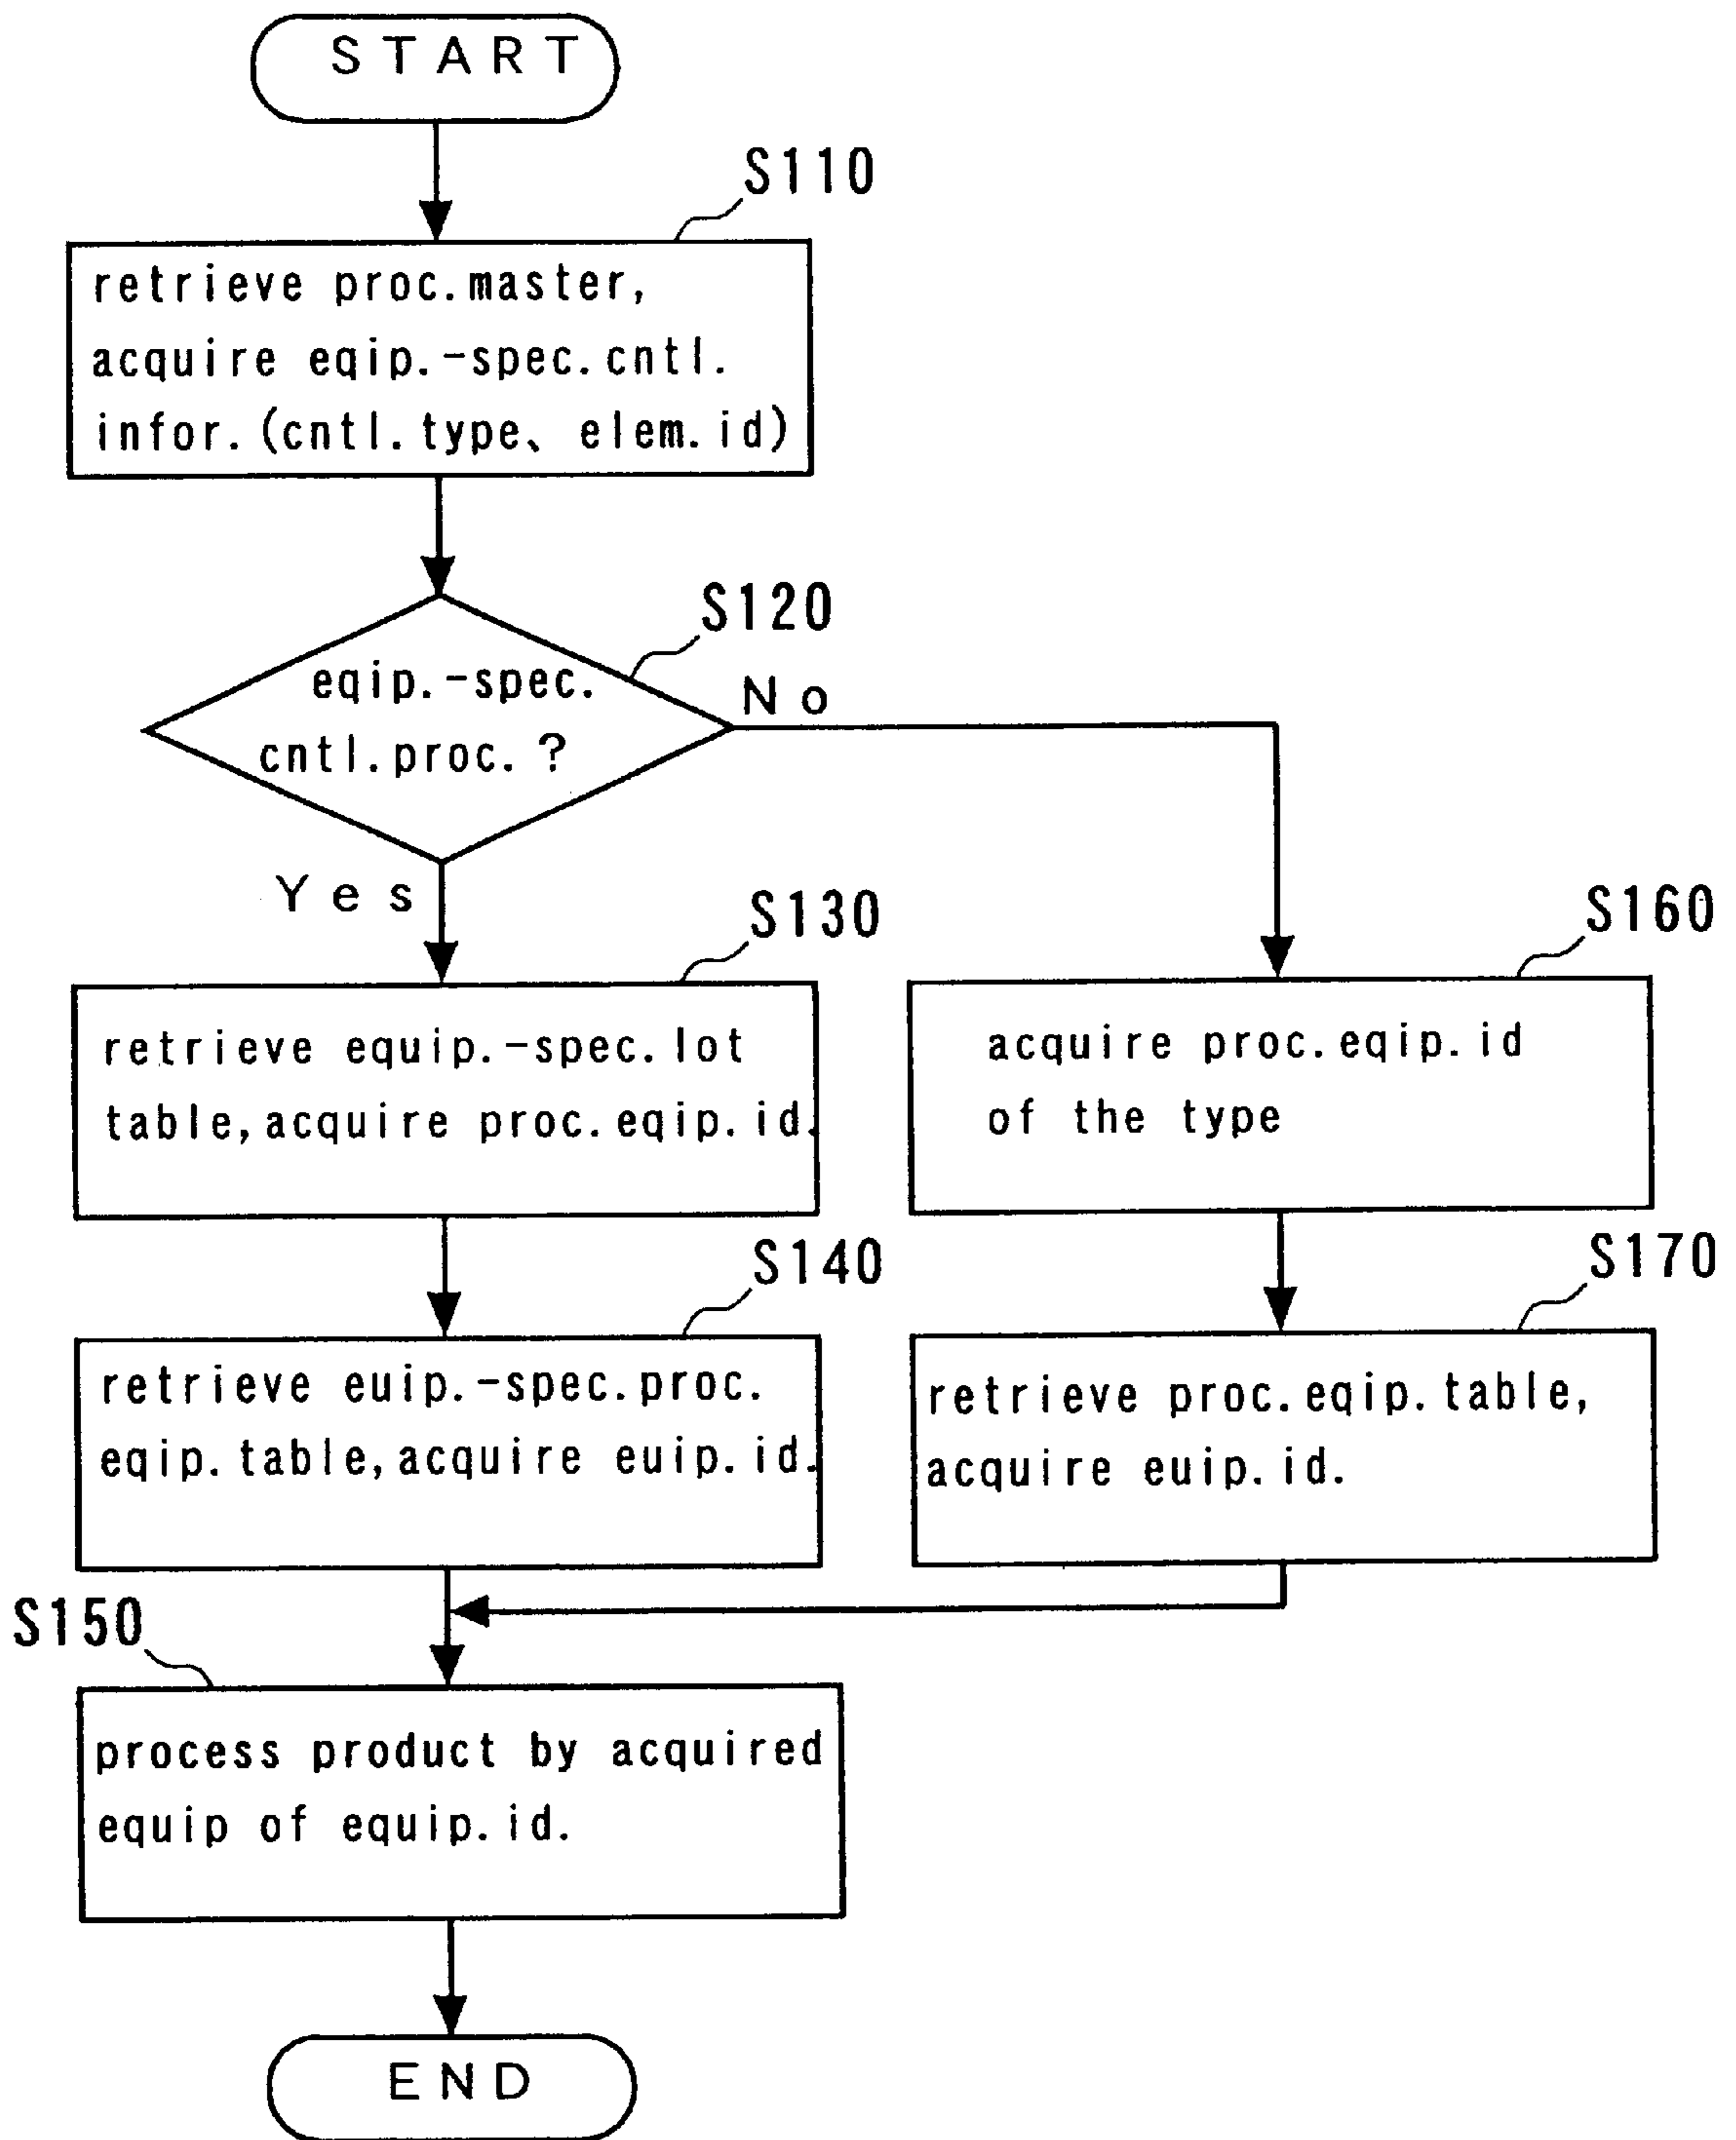 START
S110
retrieve proc.master,
acquire eqip.-spec.cntl.
infor.(cntl.type、elem.id)
S120
eqip.-spec.
cntl.proc.?
No
Yes
S130
retrieve equip.-spec.lot
table,acquire proc.eqip.id.
S160
acquire proc.eqip.id
of the type
S140
retrieve euip.-spec.proc.
eqip.table,acquire euip.id.
S170
retrieve proc.eqip.table,
acquire euip.id.
S150
process product by acquired
equip of equip.id.
END